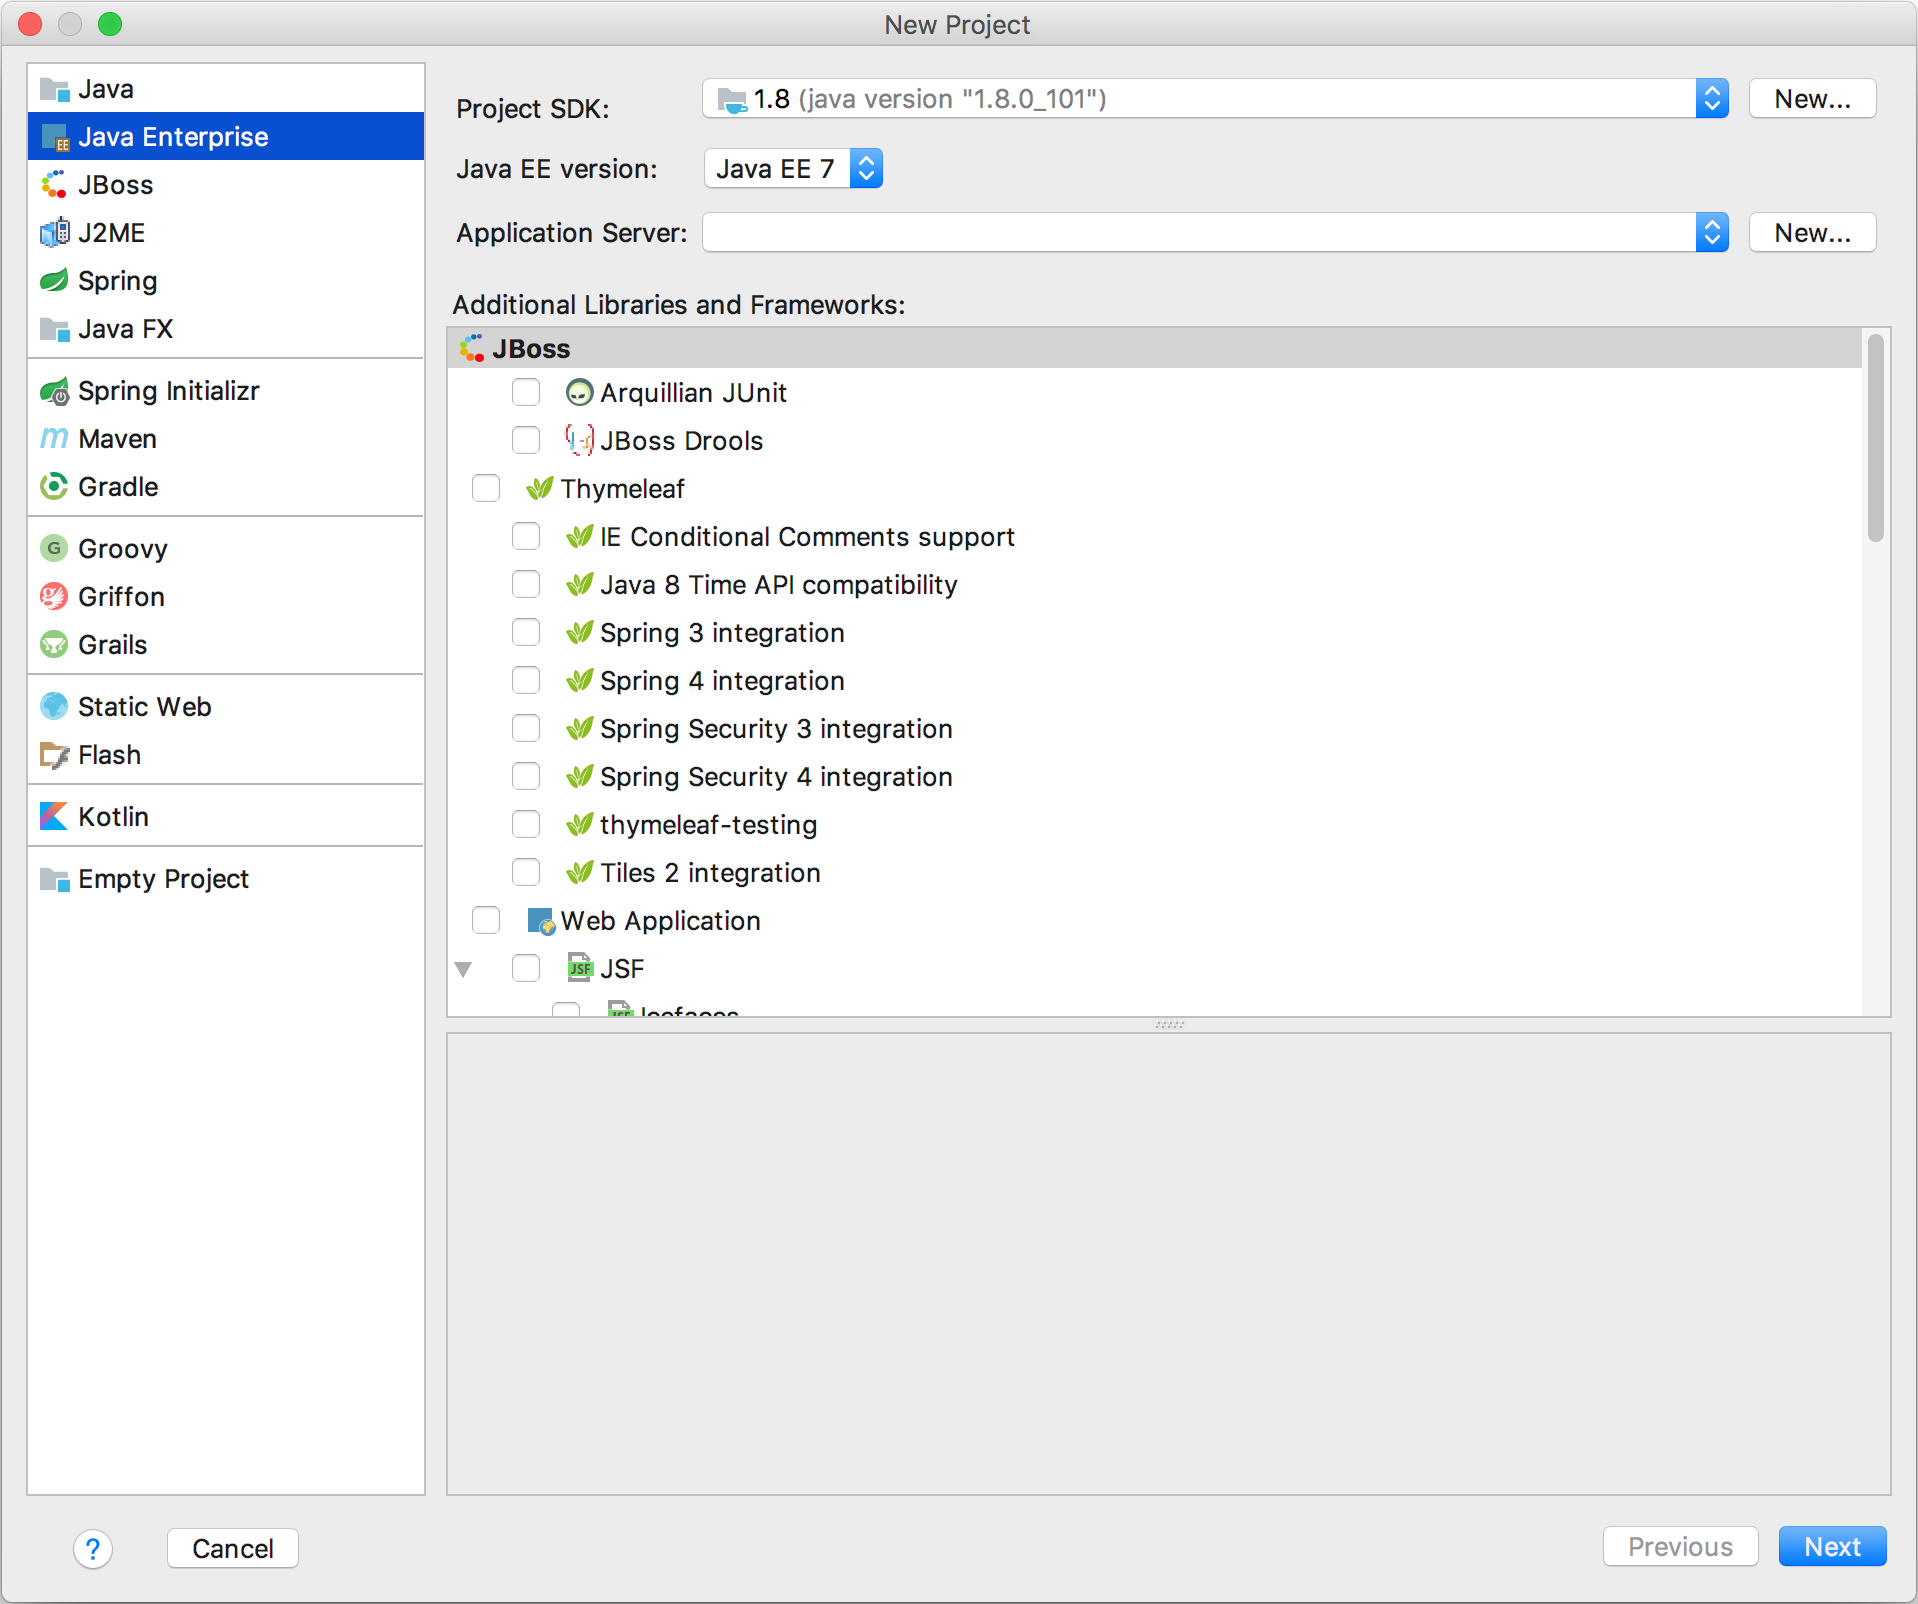 New Project
Java
Java Enterprise
JBoss
J2ME
Spring
Java FX
Spring Initializr
Maven
Gradle
Groovy
Griffon
Grails
Static Web
Flash
Kotlin
Empty Project
Project SDK: 1.8 (java version "1.8.0_101") New...
Java EE version: Java EE 7
Application Server: New...
Additional Libraries and Frameworks:
JBoss
Arquillian JUnit
JBoss Drools
Thymeleaf
IE Conditional Comments support
Java 8 Time API compatibility
Spring 3 integration
Spring 4 integration
Spring Security 3 integration
Spring Security 4 integration
thymeleaf-testing
Tiles 2 integration
Web Application
JSF
? Cancel Previous Next